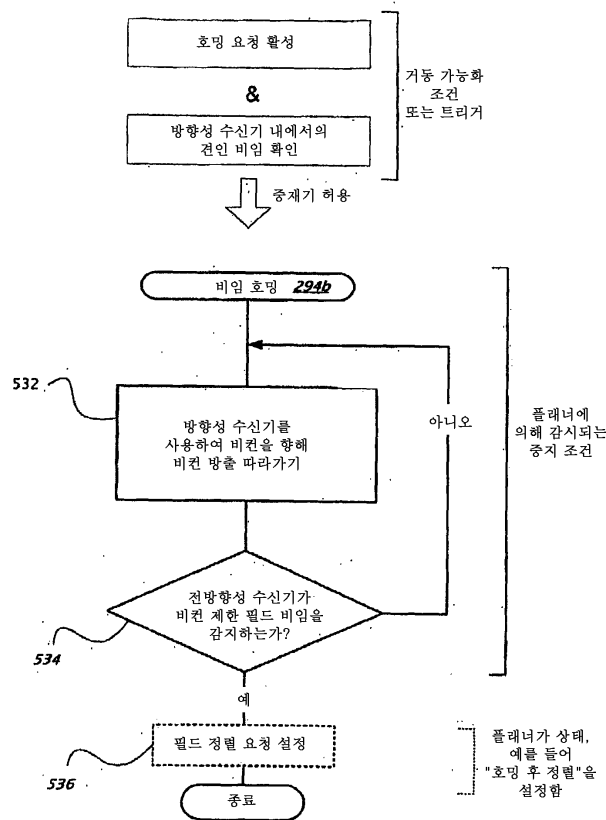 호밍 요청 활성
&
방향성 수신기 내에서의
견인 비임 확인
거동 가능화
조건
또는 트리거
중재기 허용
비임 호밍 294b
532
방향성 수신기를
사용하여 비컨을 향해
비컨 방출 따라가기
아니오
플래너에
의해 감시되는
중지 조건
전방향성 수신기가
비컨 제한 필드 비임을
감지하는가?
534
예
필드 정렬 요청 설정
536
종료
플래너가 상태,
예를 들어
"호밍 후 정렬"을
설정함